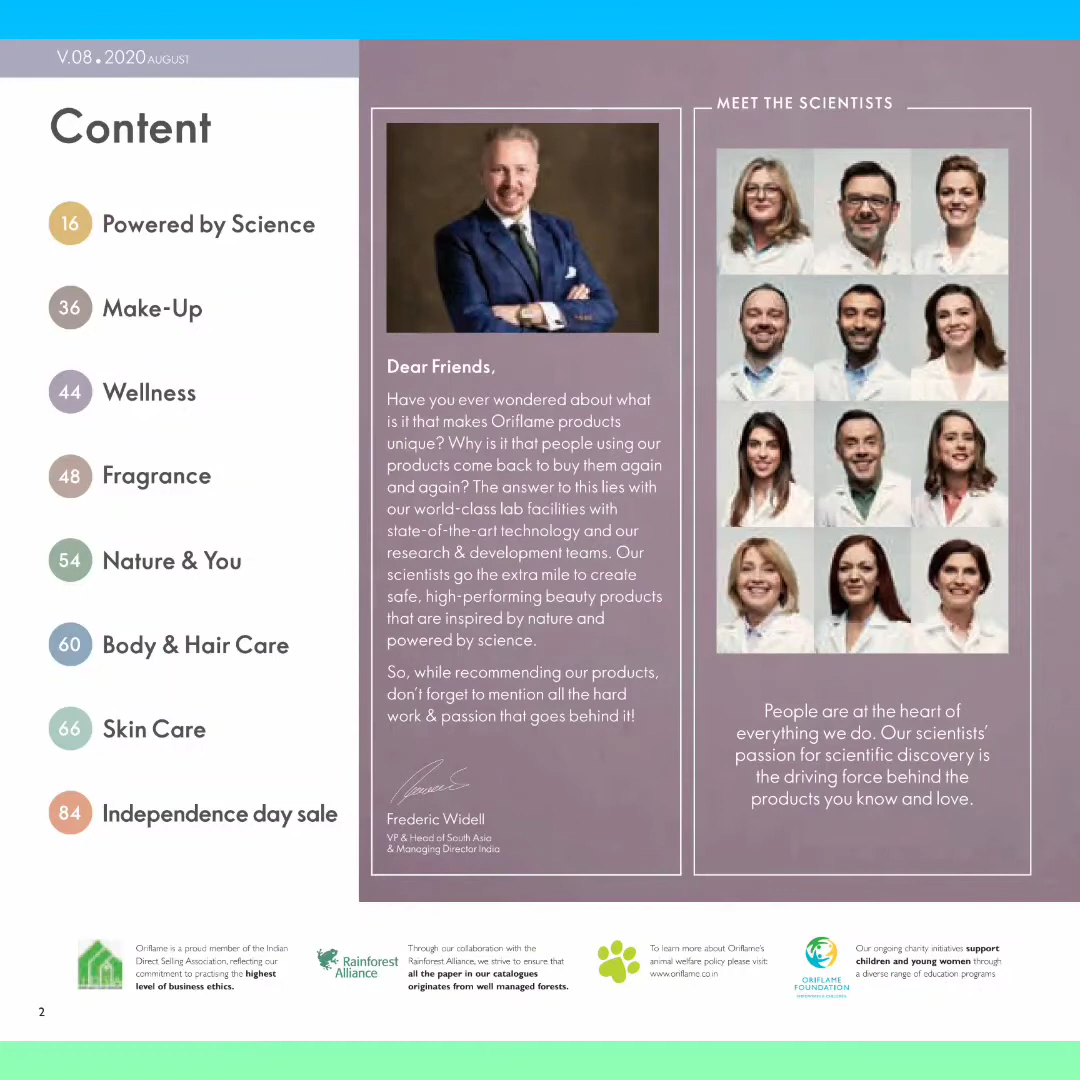 V.08.2020 AUGUST
Content
16 Powered by Science
36 Make-Up
44 Wellness
48 Fragrance
54 Nature & You
60 Body & Hair Care
66 Skin Care
84 Independence day sale
Dear Friends,
Have you ever wondered about what
is it that makes Oriflame products
unique? Why is it that people using our
products come back to buy them again
and again? The answer to this lies with
our world-class lab facilities with
state-of-the-art technology and our
research & development teams. Our
scientists go the extra mile to create
safe, high-performing beauty products
that are inspired by nature and
powered by science.
So, while recommending our products,
don't forget to mention all the hard
work & passion that goes behind it!
Frederic Widell
VP & Head of South Asia
& Managing Director India
MEET THE SCIENTISTS
People are at the heart of
everything we do. Our scientists'
passion for scientific discovery is
the driving force behind the
products you know and love.
Oriflame is a proud member of the Indian
Direct Selling Association, reflecting our
commitment to practising the highest
level of business ethics.
Rainforest
Alliance
Through our collaboration with the
Rainforest Alliance, we strive to ensure that
all the paper in our catalogues
originates from well managed forests.
To learn more about Oriflame's
animal welfare policy please visit:
www.oriflame.co.in
ORIFLAME
FOUNDATION
Our ongoing charity initiatives support
children and young women through
a diverse range of education programs
2